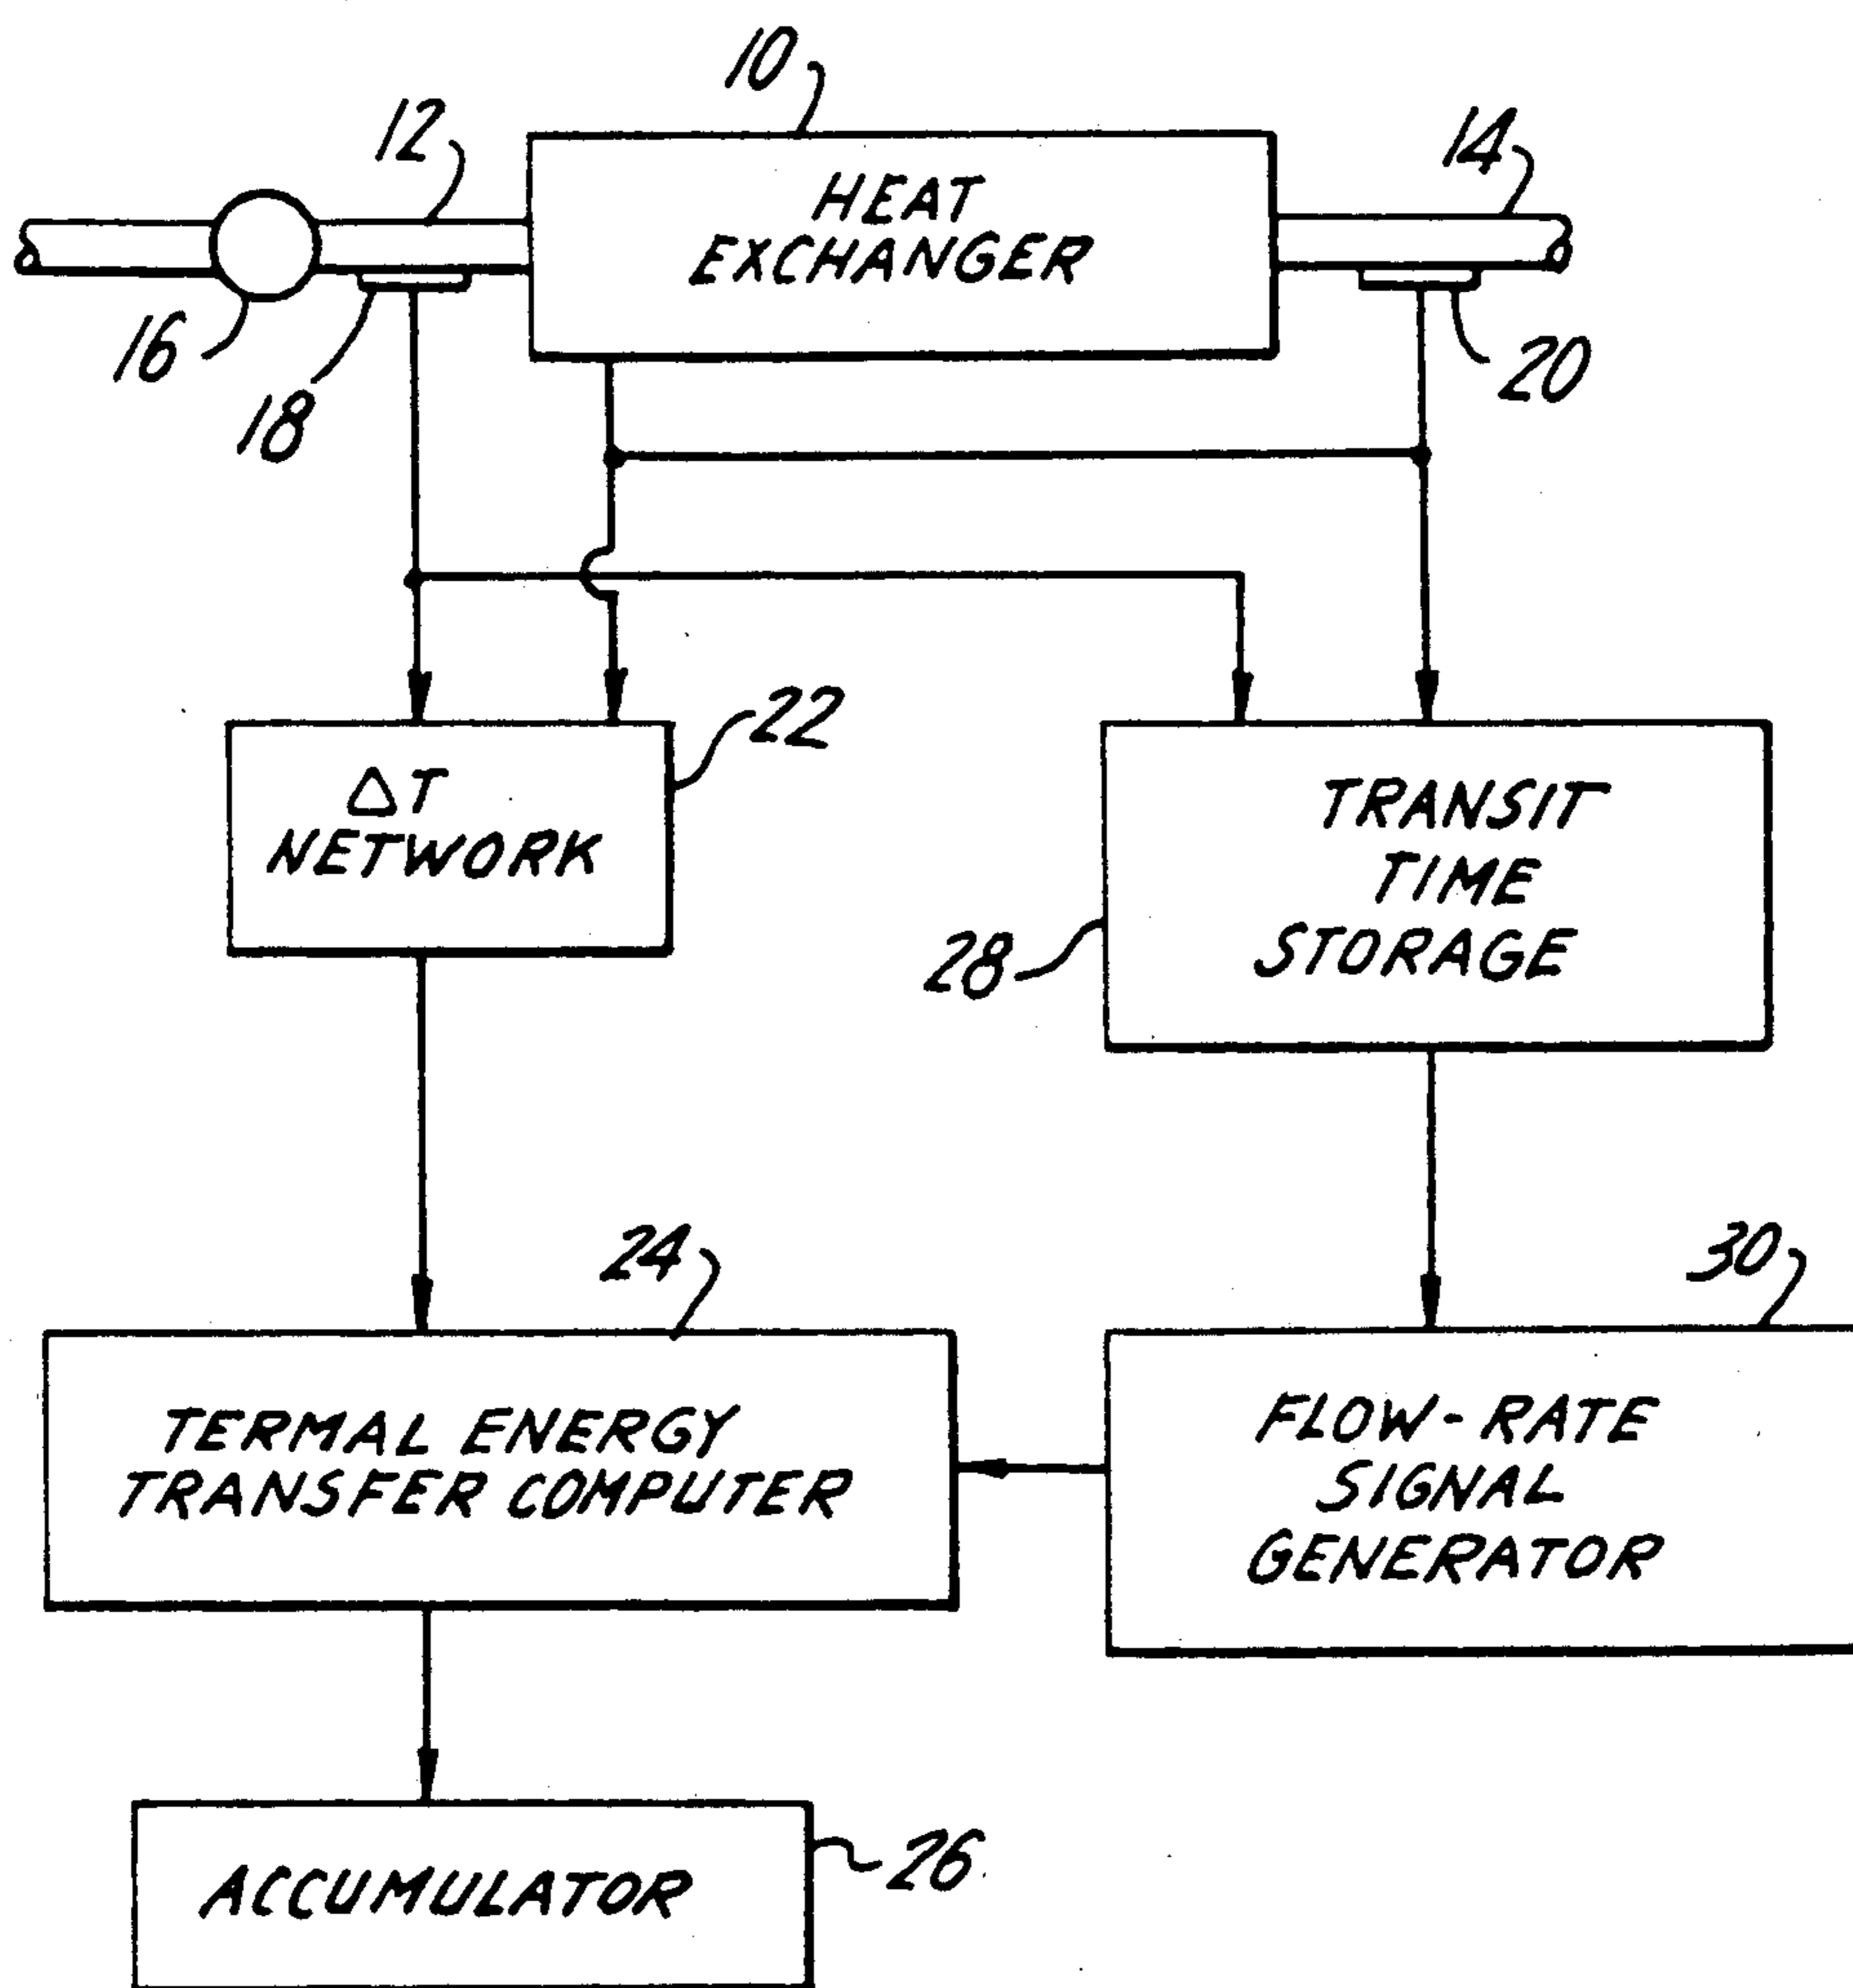 10
12
HEAT
EXCHANGER
14
16
18
20
ΔT
NETWORK
22
TRANSIT
TIME
STORAGE
28
24
30
TERMAL ENERGY
TRANSFER COMPUTER
FLOW-RATE
SIGNAL
GENERATOR
ACCUMULATOR
26